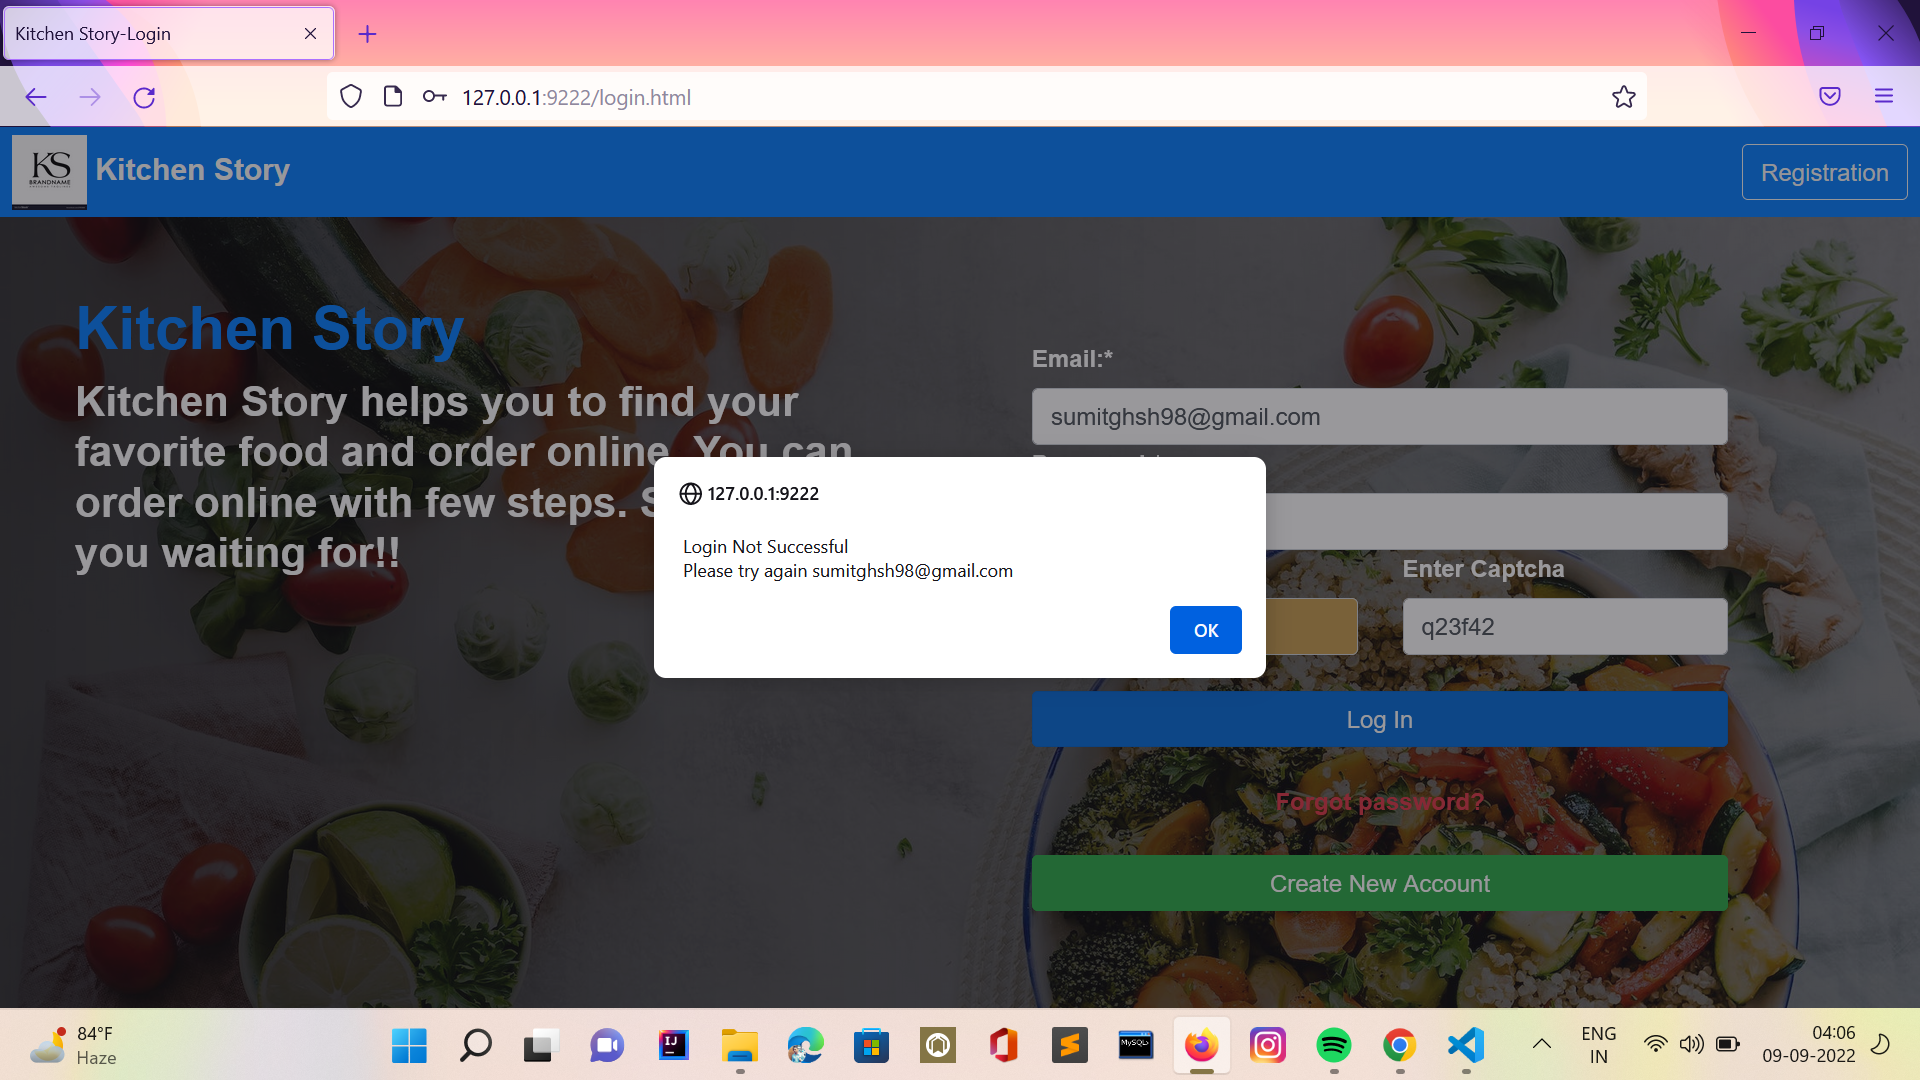 Kitchen Story-Login
127.0.0.1:9222/login.html
KS
BRANDNAME
Kitchen Story
Registration
Kitchen Story
Kitchen Story helps you to find your
favorite food and order online. You can
order online with few steps. S
you waiting for!!
Email:*
sumitghsh98@gmail.com
127.0.0.1:9222
Login Not Successful
Please try again sumitghsh98@gmail.com
OK
Enter Captcha
q23f42
Log In
Forgot password?
Create New Account
84°F
Haze
IJ
MySQL
ENG
IN
04:06
09-09-2022